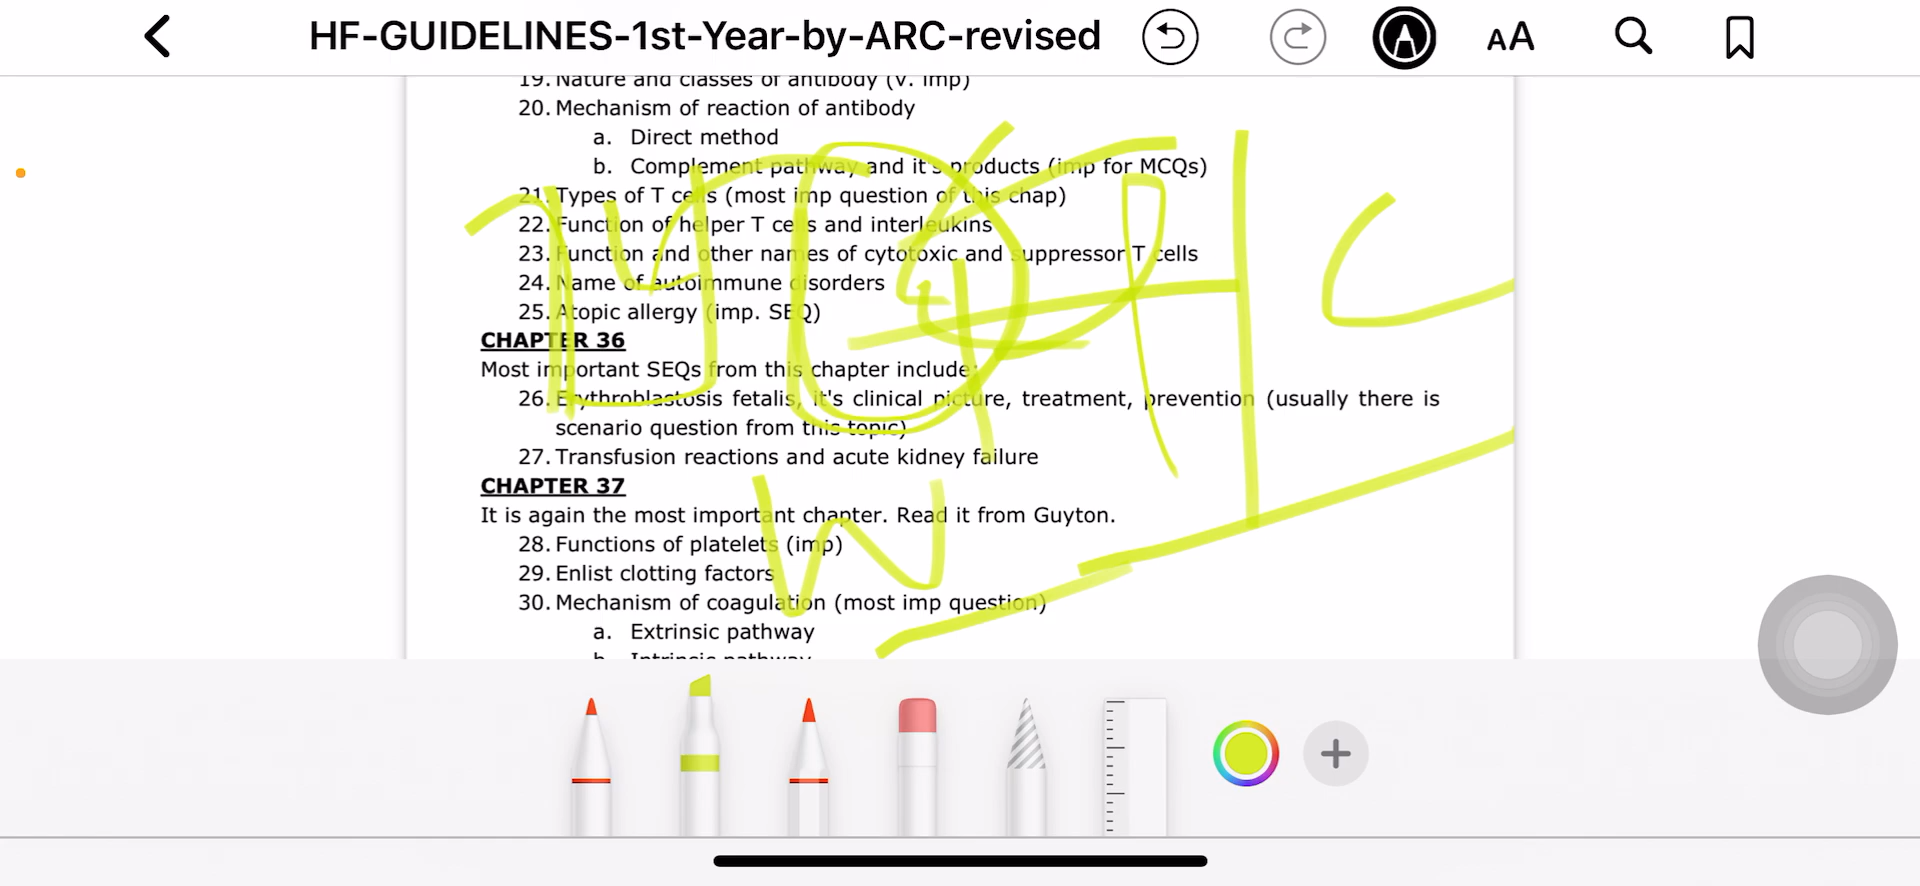 HF-GUIDELINES-1st-Year-by-ARC-revised
AA
19. Nature and classes of antibody (v. imp)
20. Mechanism of reaction of antibody
a. Direct method
b. Complement pathway and it's products (imp for MCQs)
21. Types of T cells (most imp question of this chap)
22. Function of helper T cells and interleukins
23. Function and other names of cytotoxic and suppressor T cells
24. Name of autoimmune disorders
25. Atopic allergy (imp. SEQ)
CHAPTER 36
Most important SEQs from this chapter include:
26. Erythroblastosis fetalis, it's clinical picture, treatment, prevention (usually there is
scenario question from this topic)
27. Transfusion reactions and acute kidney failure
CHAPTER 37
It is again the most important chapter. Read it from Guyton.
28. Functions of platelets (imp)
29. Enlist clotting factors
30. Mechanism of coagulation (most imp question)
a. Extrinsic pathway
b. Intrinsic pathway